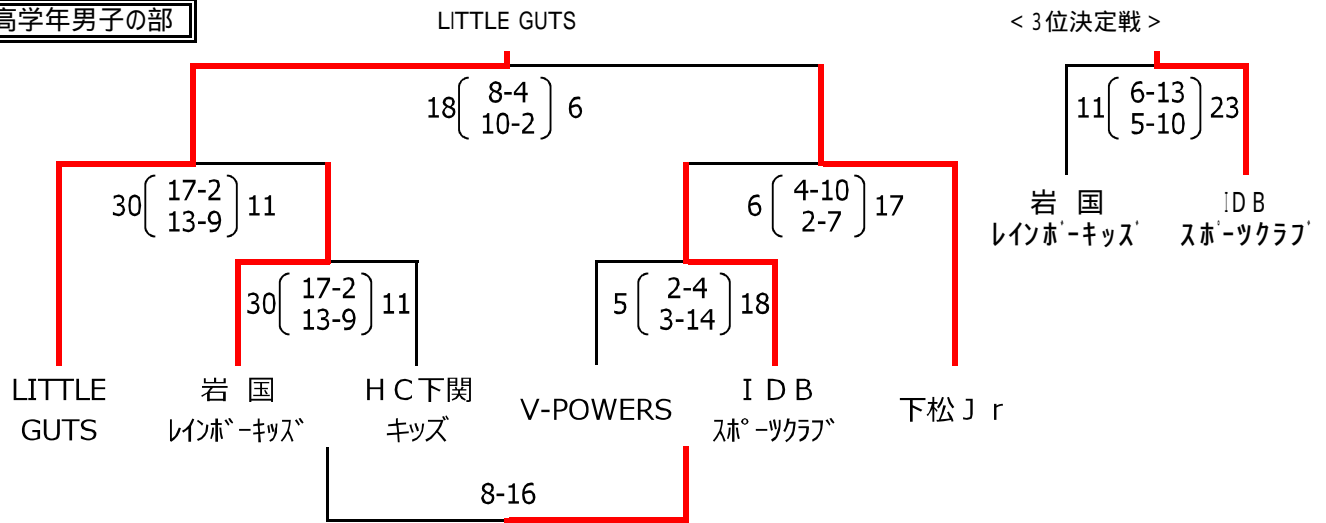 高学年男子の部
LITTLE GUTS
< 3位決定戦 >
18 8-4 6
10-2
11 6-13 23
5-10
30 17-2 11
13-9
6 4-10 17
2-7
岩 国
レインボーキッズ
IDB
スポーツクラブ
30 17-2 11
13-9
5 2-4 18
3-14
LITTLE
GUTS
岩 国
レインボーキッズ
HC下関
キッズ
V-POWERS
IDB
スポーツクラブ
下松Jr
8-16